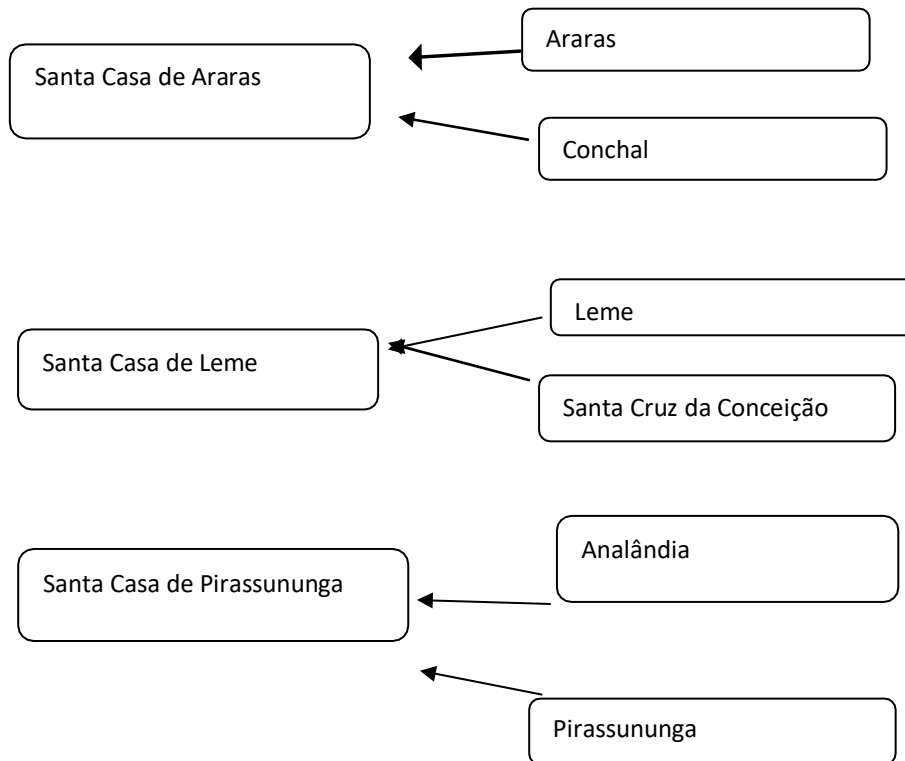 Araras
Santa Casa de Araras
Conchal
Leme
Santa Casa de Leme
Santa Cruz da Conceição
Analândia
Santa Casa de Pirassununga
Pirassununga